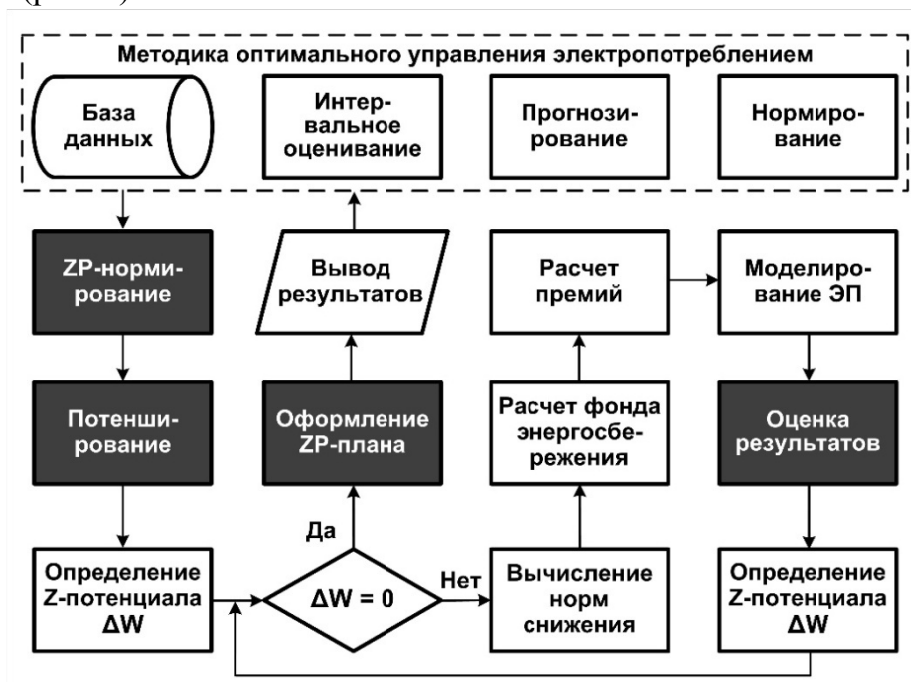 Методика оптимального управления электропотреблением
База
данных
Интер-
вальное
оценивание
Прогнози-
рование
Нормиро-
вание
ZP-норми-
рование
Вывод
результатов
Расчет
премий
Моделиро-
вание ЭП
Потенши-
рование
Оформление
ZP-плана
Расчет фонда
энергосбе-
режения
Оценка
результатов
Да
Определение
Z-потенциала
ΔW
ΔW = 0
Нет
Вычисление
норм
снижения
Определение
Z-потенциала
ΔW